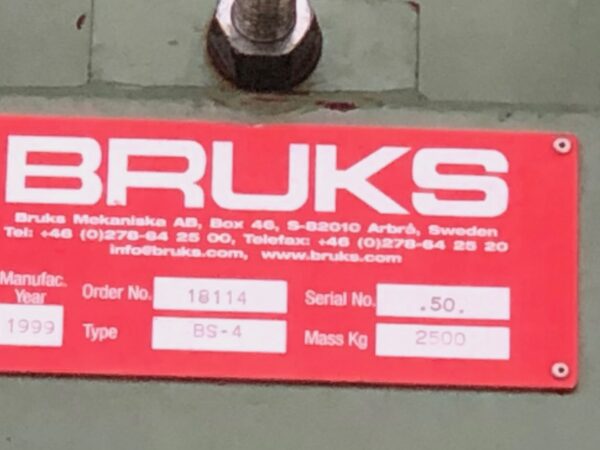 BRUKS
Bruks Mekaniska AB, Box 46, S-82010 Arbrå, Sweden
Tel: +46 (0)278-64 25 00, Telefax: +46 (0)278-64 25 20
info@bruks.com, www.bruks.com
Manufac. Year Order No. 18114 Serial No. .50.
1999 Type BS-4 Mass Kg 2500